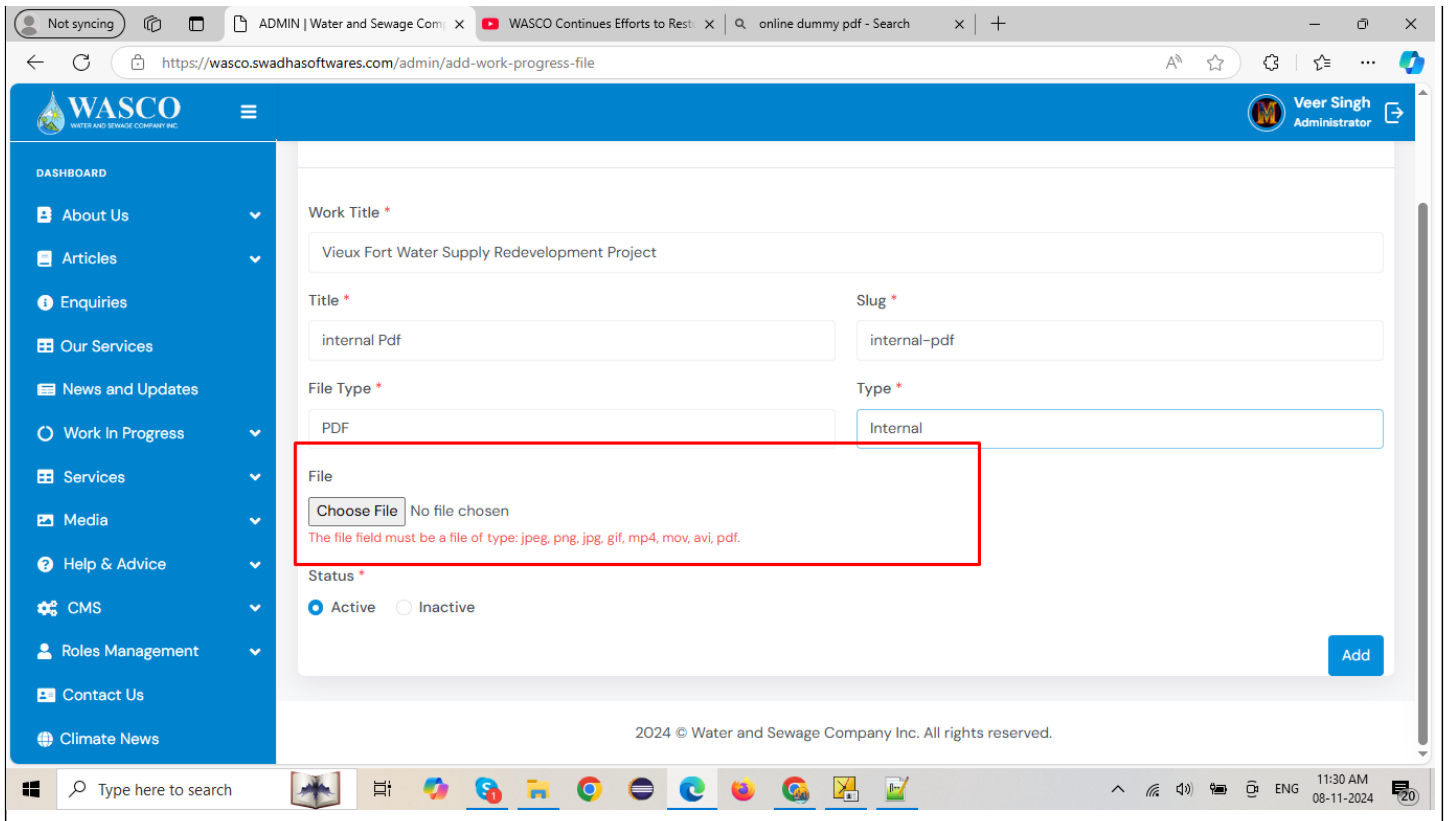 Not syncing
ADMIN | Water and Sewage Comp
WASCO Continues Efforts to Resto
online dummy pdf - Search
https://wasco.swadhasoftwares.com/admin/add-work-progress-file
WASCO
WATER AND SEWAGE COMPANY INC.
Veer Singh
Administrator
DASHBOARD
About Us
Articles
Enquiries
Our Services
News and Updates
Work In Progress
Services
Media
Help & Advice
CMS
Roles Management
Contact Us
Climate News
Work Title *
Vieux Fort Water Supply Redevelopment Project
Title *
Slug *
internal Pdf
internal-pdf
File Type *
Type *
PDF
Internal
File
Choose File No file chosen
The file field must be a file of type: jpeg, png, jpg, gif, mp4, mov, avi, pdf.
Status *
Active Inactive
Add
2024 © Water and Sewage Company Inc. All rights reserved.
Type here to search
ENG
11:30 AM
08-11-2024
20